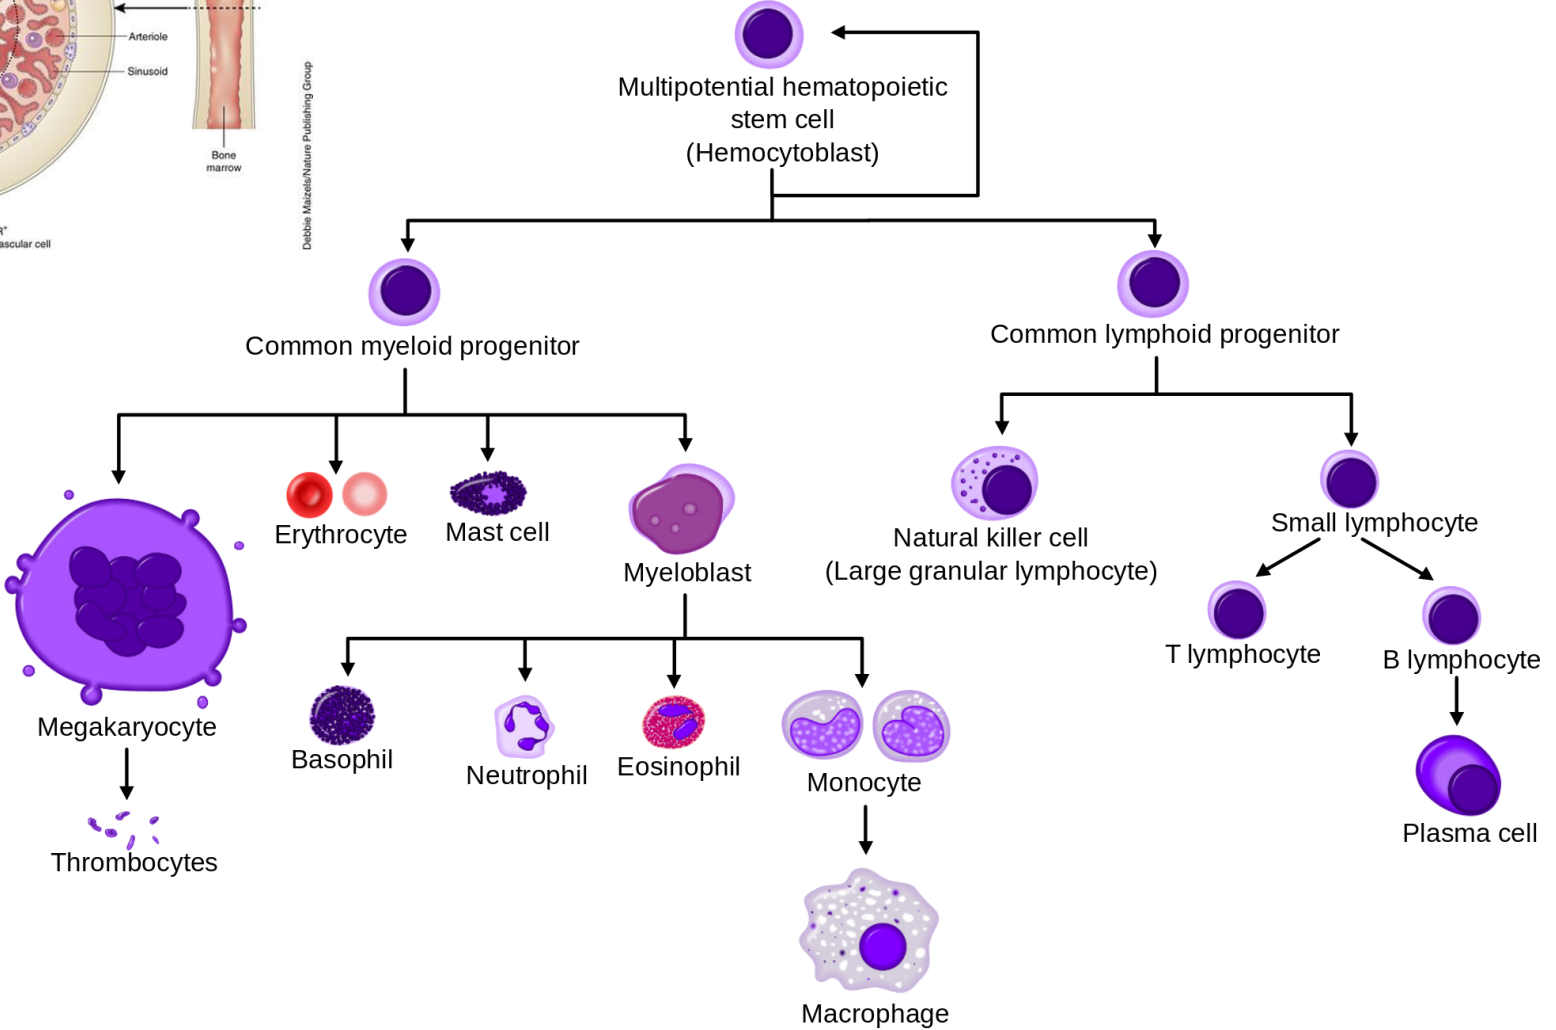 Arteriole
Sinusoid
Bone
marrow
Debbie Maizels/Nature Publishing Group
ascular cell
Multipotential hematopoietic
stem cell
(Hemocytoblast)
Common myeloid progenitor
Common lymphoid progenitor
Erythrocyte
Mast cell
Myeloblast
Natural killer cell
(Large granular lymphocyte)
Small lymphocyte
T lymphocyte
B lymphocyte
Megakaryocyte
Basophil
Neutrophil
Eosinophil
Monocyte
Plasma cell
Thrombocytes
Macrophage